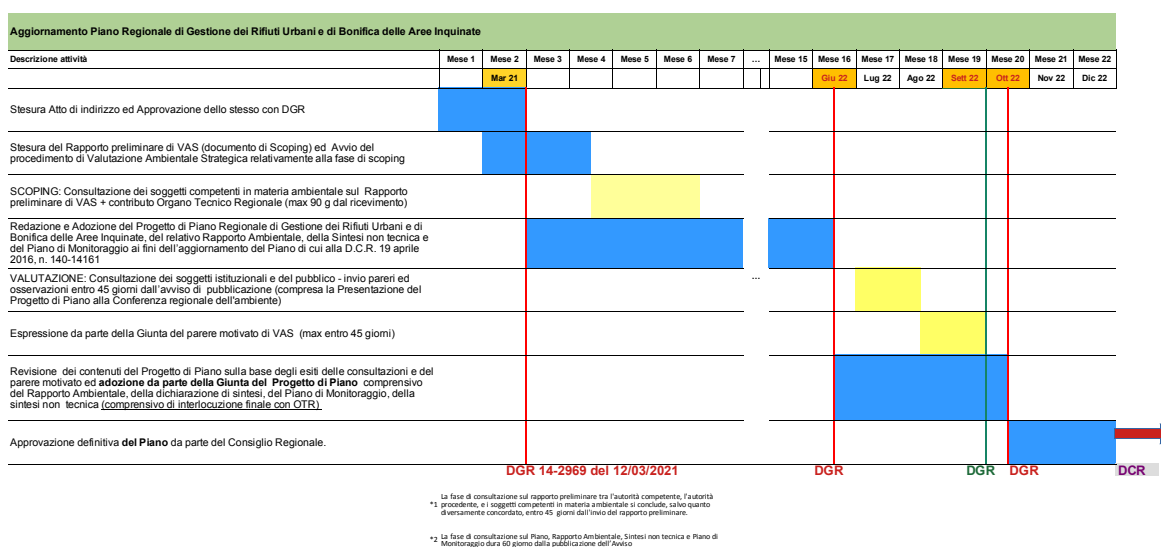 Aggiornamento Piano Regionale di Gestione dei Rifiuti Urbani e di Bonifica delle Aree Inquinate
Descrizione attività Mese 1 Mese 2 Mese 3 Mese 4 Mese 5 Mese 6 Mese 7 ... Mese 15 Mese 16 Mese 17 Mese 18 Mese 19 Mese 20 Mese 21 Mese 22
Mar 21 Giu 22 Lug 22 Ago 22 Sett 22 Ott 22 Nov 22 Dic 22
Stesura Atto di indirizzo ed Approvazione dello stesso con DGR
Stesura del Rapporto preliminare di VAS (documento di Scoping) ed Avvio del
procedimento di Valutazione Ambientale Strategica relativamente alla fase di scoping
SCOPING: Consultazione dei soggetti competenti in materia ambientale sul Rapporto
preliminare di VAS + contributo Organo Tecnico Regionale (max 90 g dal ricevimento)
Redazione e Adozione del Progetto di Piano Regionale di Gestione dei Rifiuti Urbani e di
Bonifica delle Aree Inquinate, del relativo Rapporto Ambientale, della Sintesi non tecnica e
del Piano di Monitoraggio ai fini dell'aggiornamento del Piano di cui alla D.C.R. 19 aprile
2016, n. 140-14161
...
VALUTAZIONE: Consultazione dei soggetti istituzionali e del pubblico - invio pareri ed
osservazioni entro 45 giorni dall'avviso di pubblicazione (compresa la Presentazione del
Progetto di Piano alla Conferenza regionale dell'ambiente)
Espressione da parte della Giunta del parere motivato di VAS (max entro 45 giorni)
Revisione dei contenuti del Progetto di Piano sulla base degli esiti delle consultazioni e del
parere motivato ed adozione da parte della Giunta del Progetto di Piano comprensivo
del Rapporto Ambientale, della dichiarazione di sintesi, del Piano di Monitoraggio, della
sintesi non tecnica (comprensivo di interlocuzione finale con OTR)
Approvazione definitiva del Piano da parte del Consiglio Regionale.
DGR 14-2969 del 12/03/2021 DGR DGR DGR DCR
*1 La fase di consultazione sul rapporto preliminare tra l'autorità competente, l'autorità
procedente, e i soggetti competenti in materia ambientale si conclude, salvo quanto
diversamente concordato, entro 45 giorni dall'invio del rapporto preliminare.
*2 La fase di consultazione sul Piano, Rapporto Ambientale, Sintesi non tecnica e Piano di
Monitoraggio dura 60 giorno dalla pubblicazione dell'Avviso